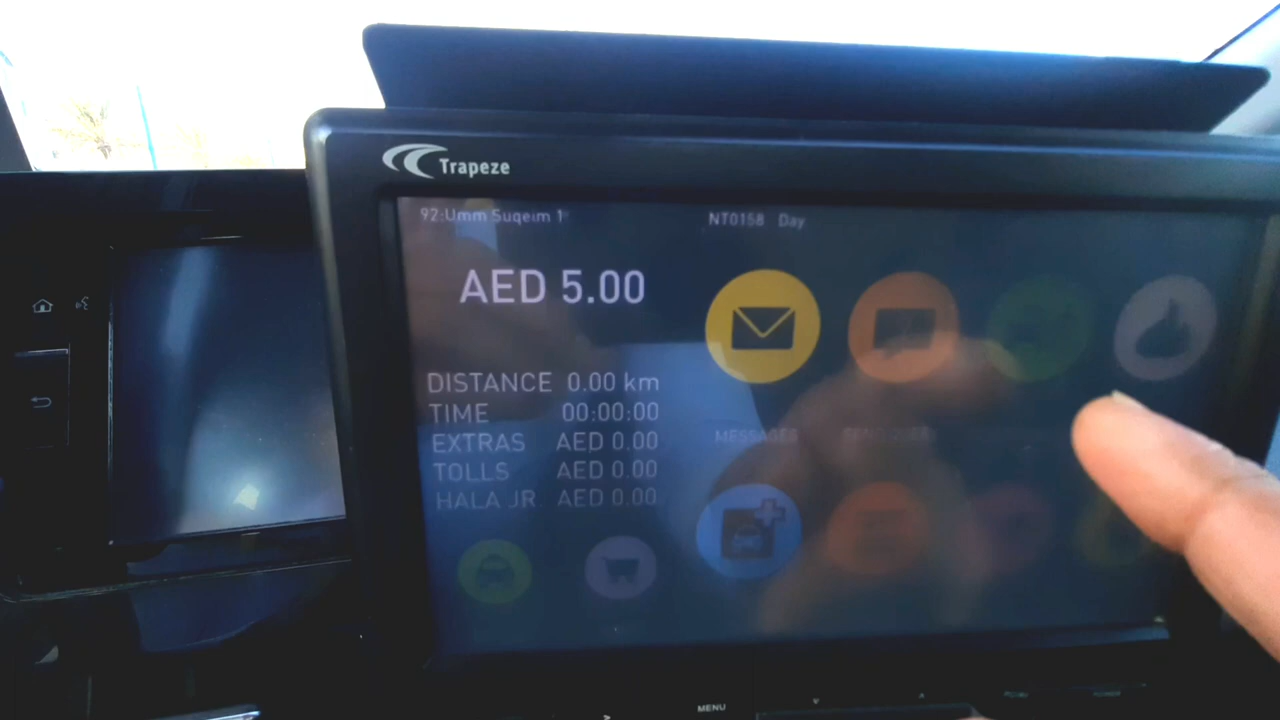 Trapeze
92:Umm Suqeim 1
NT0158 Day
AED 5.00
DISTANCE 0.00 km
TIME 00:00:00
EXTRAS AED 0.00
TOLLS AED 0.00
HALA JR AED 0.00
MESSAGES
MENU